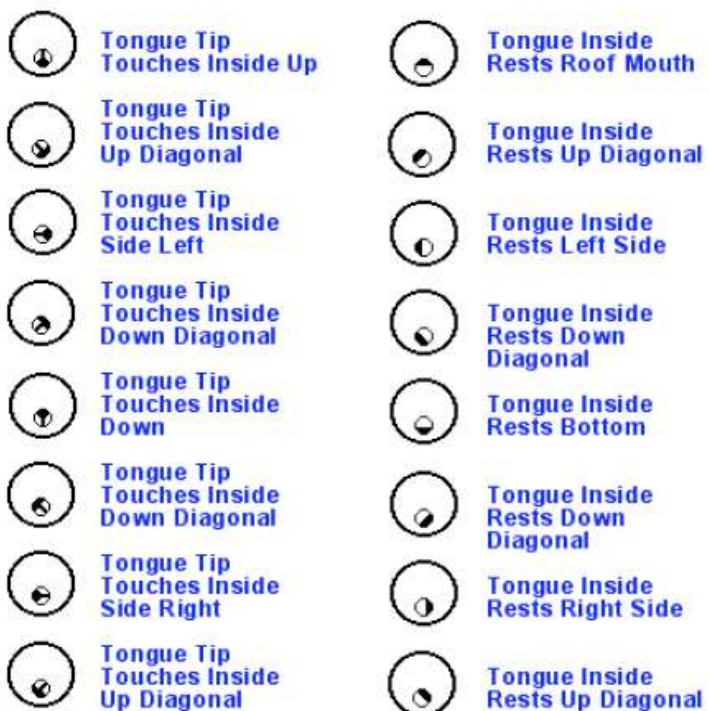 Tongue Tip
Touches Inside Up
Tongue Tip
Touches Inside
Up Diagonal
Tongue Tip
Touches Inside
Side Left
Tongue Tip
Touches Inside
Down Diagonal
Tongue Tip
Touches Inside
Down
Tongue Tip
Touches Inside
Down Diagonal
Tongue Tip
Touches Inside
Side Right
Tongue Tip
Touches Inside
Up Diagonal
Tongue Inside
Rests Roof Mouth
Tongue Inside
Rests Up Diagonal
Tongue Inside
Rests Left Side
Tongue Inside
Rests Down
Diagonal
Tongue Inside
Rests Bottom
Tongue Inside
Rests Down
Diagonal
Tongue Inside
Rests Right Side
Tongue Inside
Rests Up Diagonal